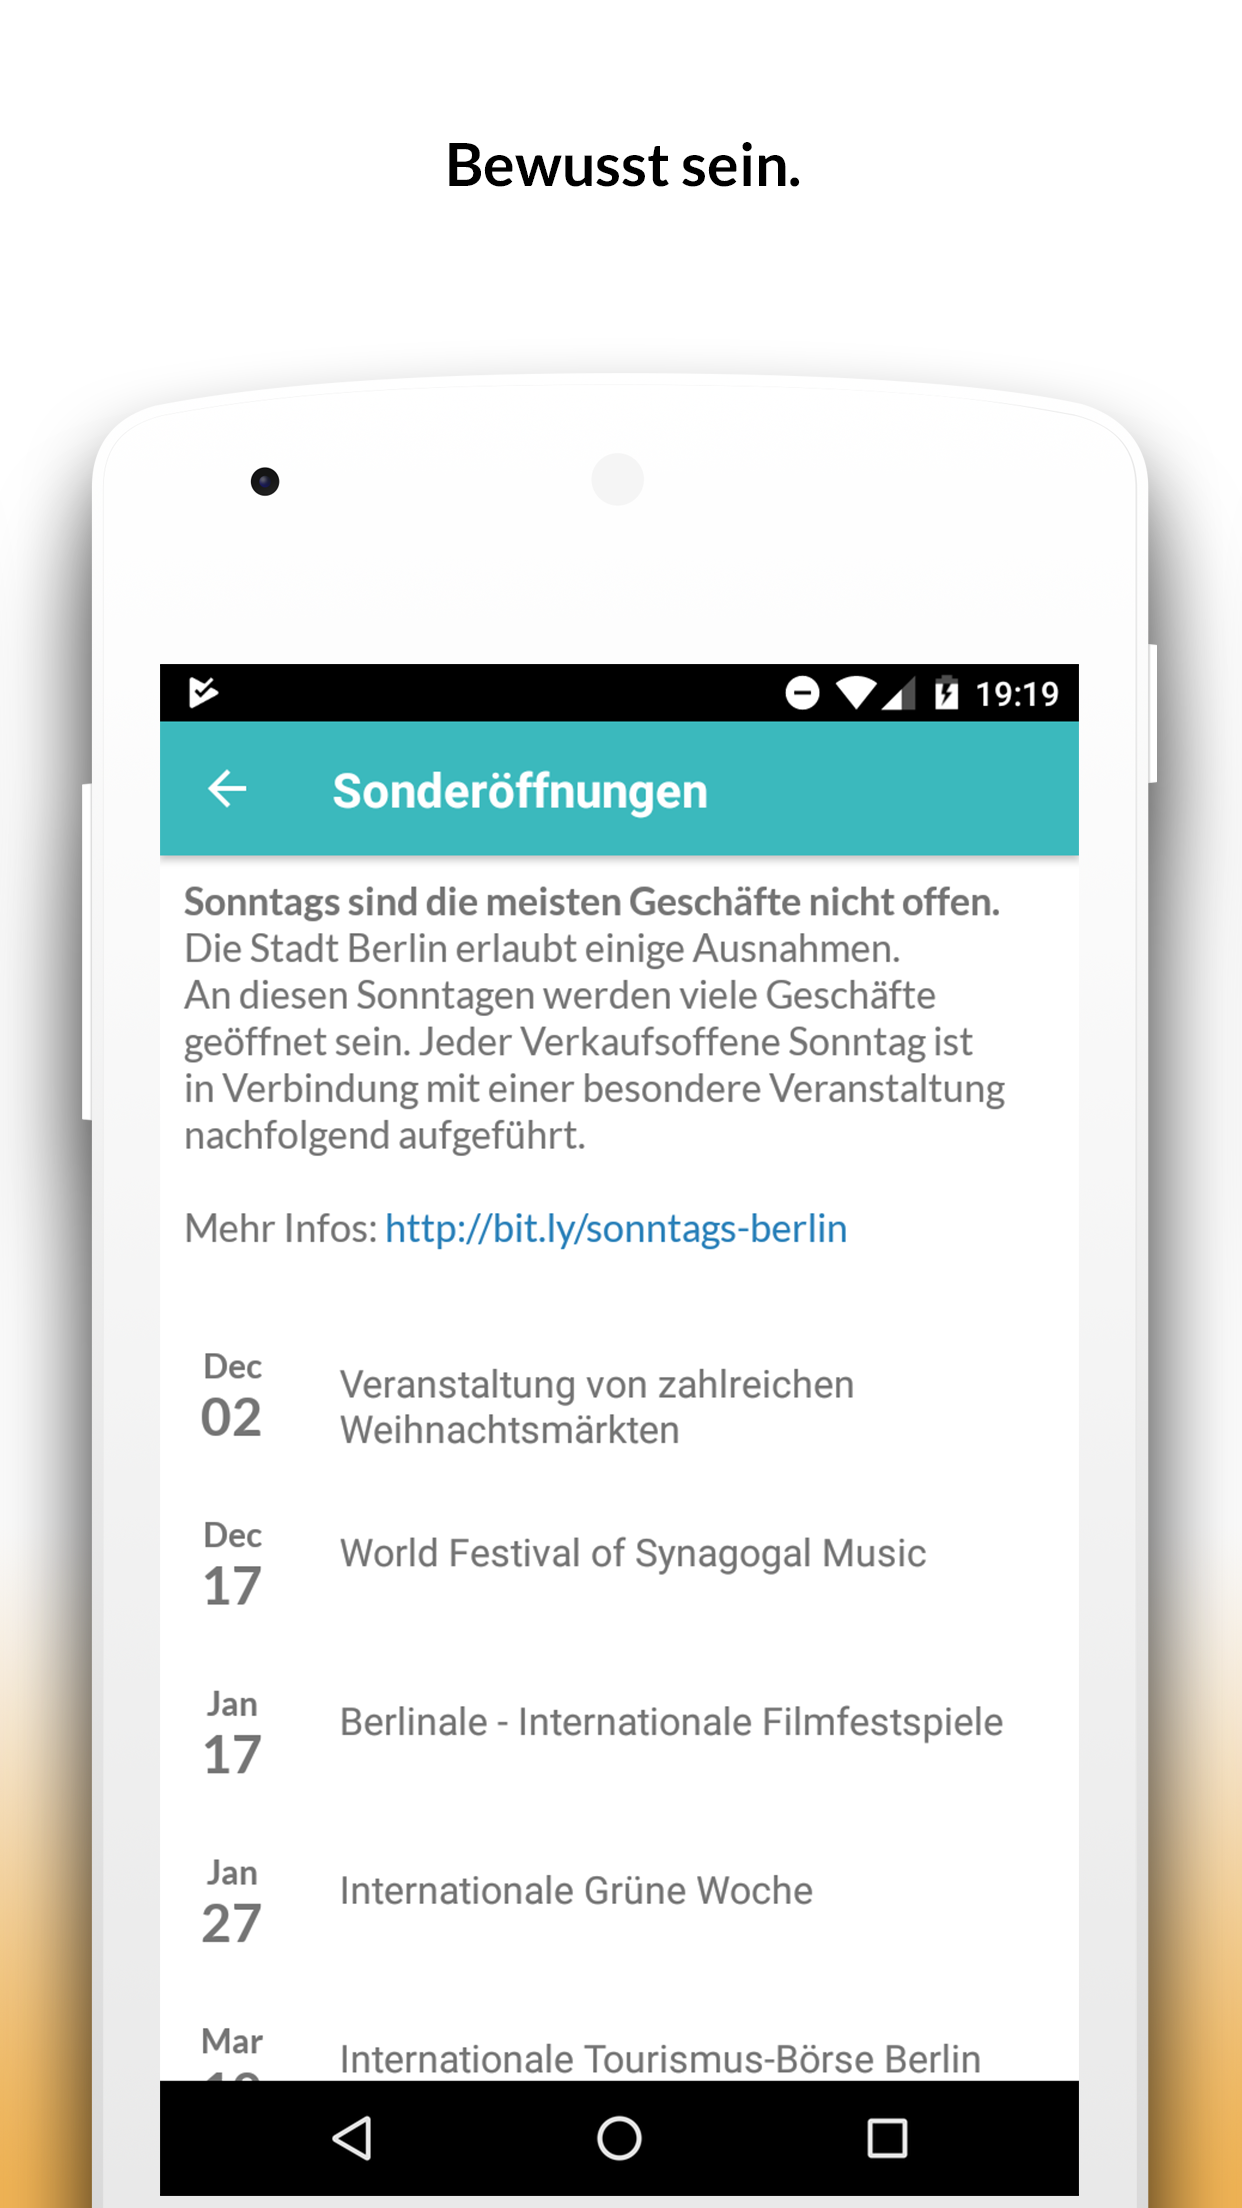 Bewusst sein.
19:19
Sonderöffnungen
Sonntags sind die meisten Geschäfte nicht offen.
Die Stadt Berlin erlaubt einige Ausnahmen.
An diesen Sonntagen werden viele Geschäfte
geöffnet sein. Jeder Verkaufsoffene Sonntag ist
in Verbindung mit einer besondere Veranstaltung
nachfolgend aufgeführt.
Mehr Infos: http://bit.ly/sonntags-berlin
Dec
02
Veranstaltung von zahlreichen
Weihnachtsmärkten
Dec
17
World Festival of Synagogal Music
Jan
17
Berlinale - Internationale Filmfestspiele
Jan
27
Internationale Grüne Woche
Mar
Internationale Tourismus-Börse Berlin